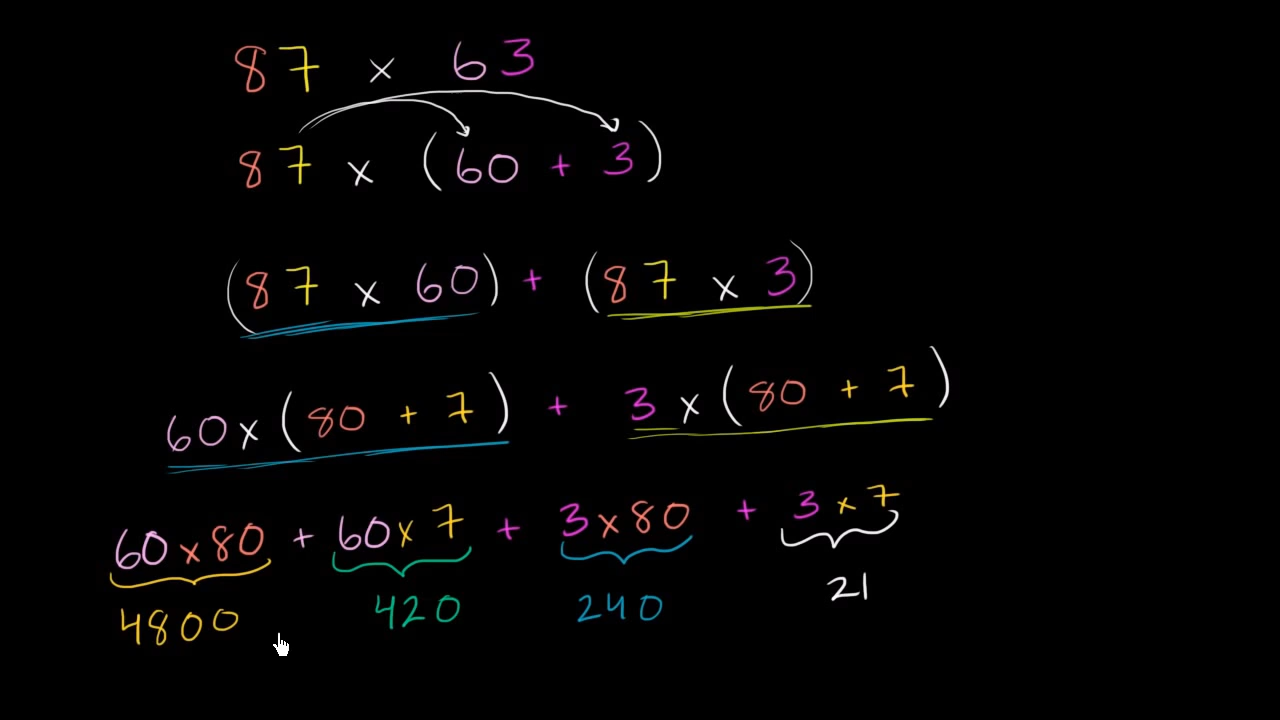 87 × 63
87 × (60 + 3)
(87 × 60) + (87 × 3)
60 × (80 + 7) + 3 × (80 + 7)
60 × 80 + 60 × 7 + 3 × 80 + 3 × 7
4800 420 240 21